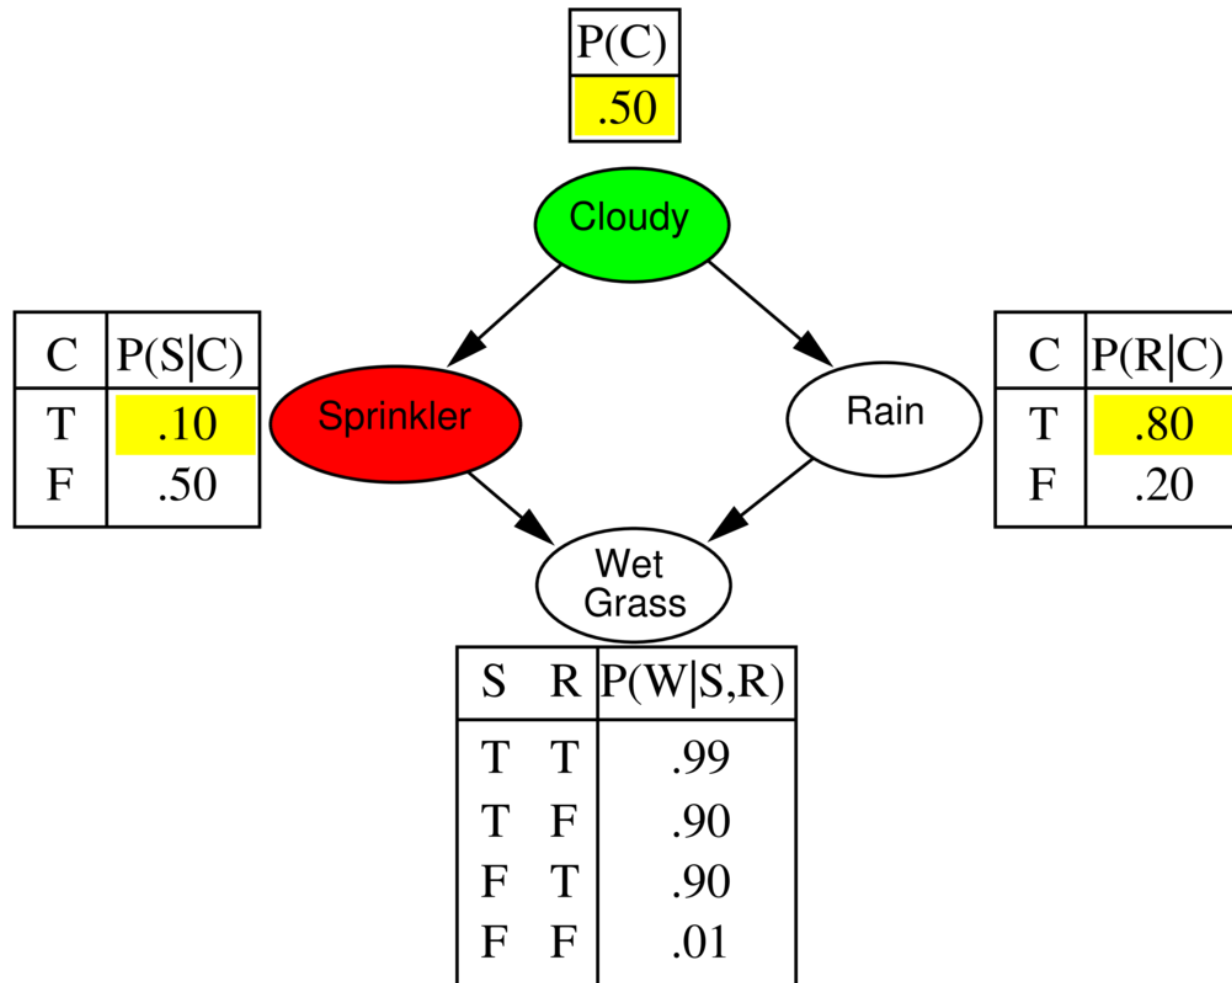 P(C)
.50
Cloudy
C P(S|C)
T .10
F .50
Sprinkler
Rain
C P(R|C)
T .80
F .20
Wet
Grass
S R P(W|S,R)
T T .99
T F .90
F T .90
F F .01